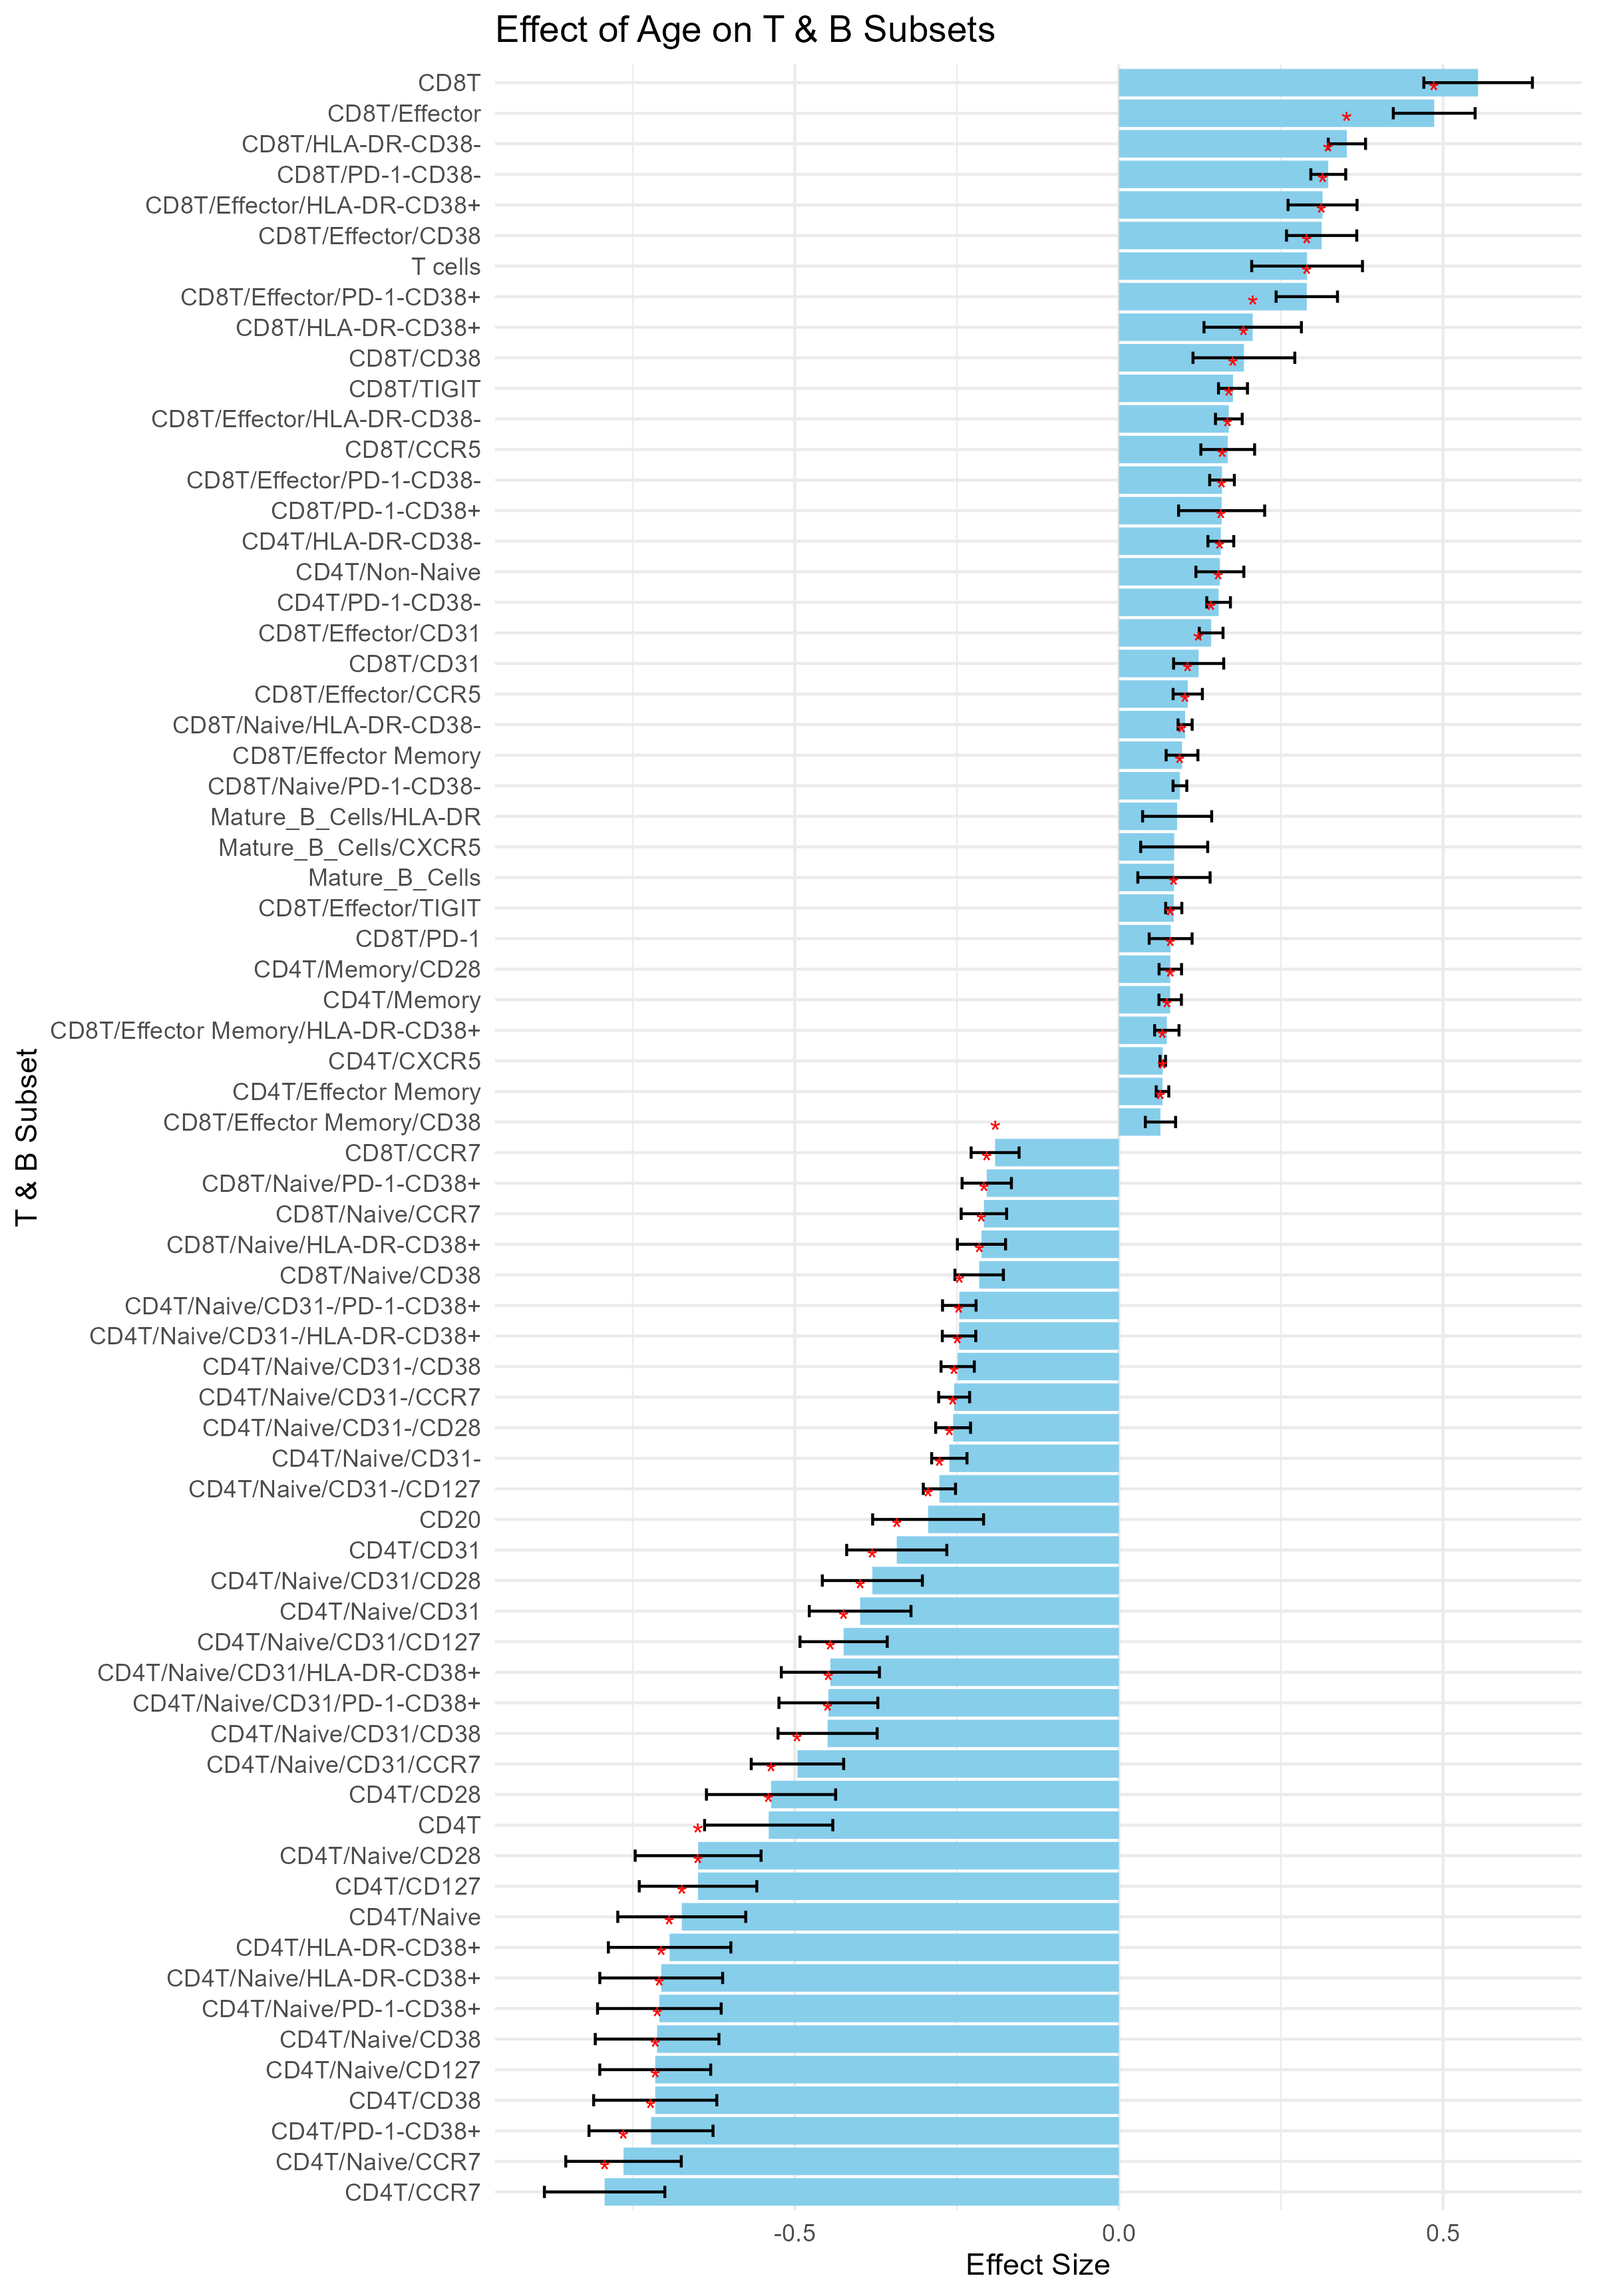 Effect of Age on T & B Subsets
CD8T
CD8T/Effector
CD8T/HLA-DR-CD38-
CD8T/PD-1-CD38-
CD8T/Effector/HLA-DR-CD38+
CD8T/Effector/CD38
T cells
CD8T/Effector/PD-1-CD38+
CD8T/HLA-DR-CD38+
CD8T/CD38
CD8T/TIGIT
CD8T/Effector/HLA-DR-CD38-
CD8T/CCR5
CD8T/Effector/PD-1-CD38-
CD8T/PD-1-CD38+
CD4T/HLA-DR-CD38-
CD4T/Non-Naive
CD4T/PD-1-CD38-
CD8T/Effector/CD31
CD8T/CD31
CD8T/Effector/CCR5
CD8T/Naive/HLA-DR-CD38-
CD8T/Effector Memory
CD8T/Naive/PD-1-CD38-
Mature_B_Cells/HLA-DR
Mature_B_Cells/CXCR5
Mature_B_Cells
CD8T/Effector/TIGIT
CD8T/PD-1
CD4T/Memory/CD28
CD4T/Memory
CD8T/Effector Memory/HLA-DR-CD38+
CD4T/CXCR5
CD4T/Effector Memory
CD8T/Effector Memory/CD38
CD8T/CCR7
CD8T/Naive/PD-1-CD38+
CD8T/Naive/CCR7
CD8T/Naive/HLA-DR-CD38+
CD8T/Naive/CD38
CD4T/Naive/CD31-/PD-1-CD38+
CD4T/Naive/CD31-/HLA-DR-CD38+
CD4T/Naive/CD31-/CD38
CD4T/Naive/CD31-/CCR7
CD4T/Naive/CD31-/CD28
CD4T/Naive/CD31-
CD4T/Naive/CD31-/CD127
CD20
CD4T/CD31
CD4T/Naive/CD31/CD28
CD4T/Naive/CD31
CD4T/Naive/CD31/CD127
CD4T/Naive/CD31/HLA-DR-CD38+
CD4T/Naive/CD31/PD-1-CD38+
CD4T/Naive/CD31/CD38
CD4T/Naive/CD31/CCR7
CD4T/CD28
CD4T
CD4T/Naive/CD28
CD4T/CD127
CD4T/Naive
CD4T/HLA-DR-CD38+
CD4T/Naive/HLA-DR-CD38+
CD4T/Naive/PD-1-CD38+
CD4T/Naive/CD38
CD4T/Naive/CD127
CD4T/CD38
CD4T/PD-1-CD38+
CD4T/Naive/CCR7
CD4T/CCR7
T & B Subset
-0.5 0.0 0.5
Effect Size